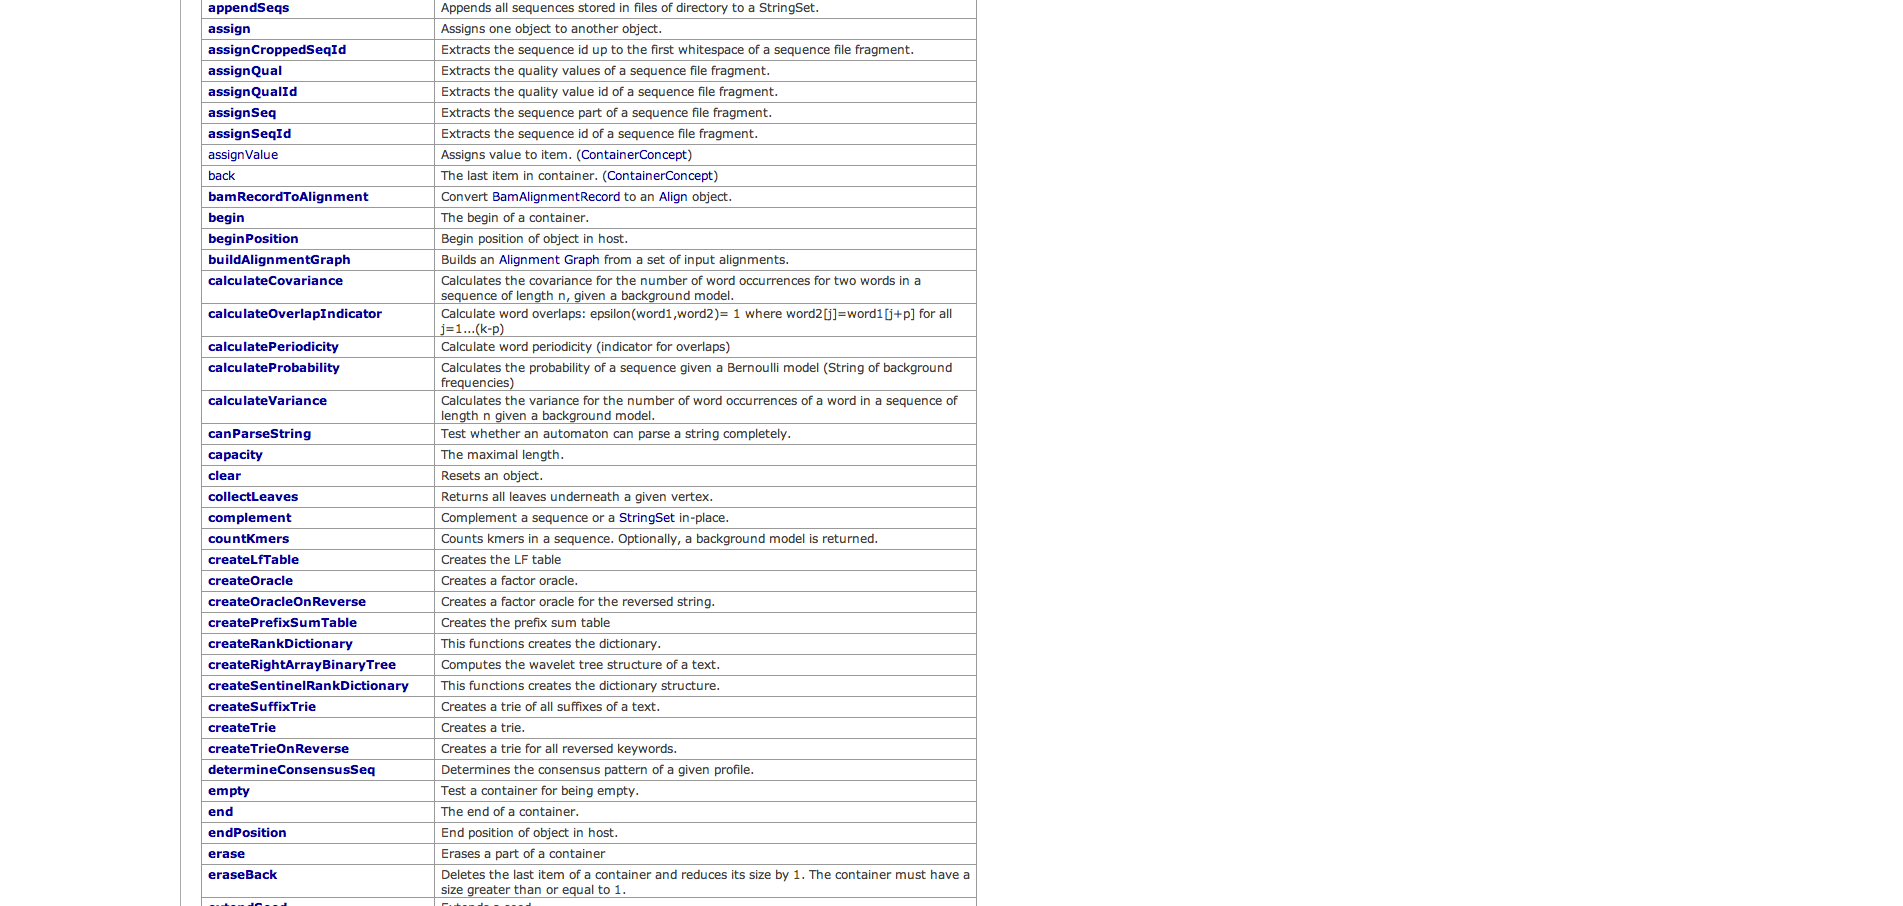 appendSeqs Appends all sequences stored in files of directory to a StringSet.
assign Assigns one object to another object.
assignCroppedSeqId Extracts the sequence id up to the first whitespace of a sequence file fragment.
assignQual Extracts the quality values of a sequence file fragment.
assignQualId Extracts the quality value id of a sequence file fragment.
assignSeq Extracts the sequence part of a sequence file fragment.
assignSeqId Extracts the sequence id of a sequence file fragment.
assignValue Assigns value to item. (ContainerConcept)
back The last item in container. (ContainerConcept)
bamRecordToAlignment Convert BamAlignmentRecord to an Align object.
begin The begin of a container.
beginPosition Begin position of object in host.
buildAlignmentGraph Builds an Alignment Graph from a set of input alignments.
calculateCovariance Calculates the covariance for the number of word occurrences for two words in a
sequence of length n, given a background model.
calculateOverlapIndicator Calculate word overlaps: epsilon(word1,word2)= 1 where word2[j]=word1[j+p] for all
j=1...(k-p)
calculatePeriodicity Calculate word periodicity (indicator for overlaps)
calculateProbability Calculates the probability of a sequence given a Bernoulli model (String of background
frequencies)
calculateVariance Calculates the variance for the number of word occurrences of a word in a sequence of
length n given a background model.
canParseString Test whether an automaton can parse a string completely.
capacity The maximal length.
clear Resets an object.
collectLeaves Returns all leaves underneath a given vertex.
complement Complement a sequence or a StringSet in-place.
countKmers Counts kmers in a sequence. Optionally, a background model is returned.
createLfTable Creates the LF table
createOracle Creates a factor oracle.
createOracleOnReverse Creates a factor oracle for the reversed string.
createPrefixSumTable Creates the prefix sum table
createRankDictionary This functions creates the dictionary.
createRightArrayBinaryTree Computes the wavelet tree structure of a text.
createSentinelRankDictionary This functions creates the dictionary structure.
createSuffixTrie Creates a trie of all suffixes of a text.
createTrie Creates a trie.
createTrieOnReverse Creates a trie for all reversed keywords.
determineConsensusSeq Determines the consensus pattern of a given profile.
empty Test a container for being empty.
end The end of a container.
endPosition End position of object in host.
erase Erases a part of a container
eraseBack Deletes the last item of a container and reduces its size by 1. The container must have a
size greater than or equal to 1.
extendSeed Extends a seed.